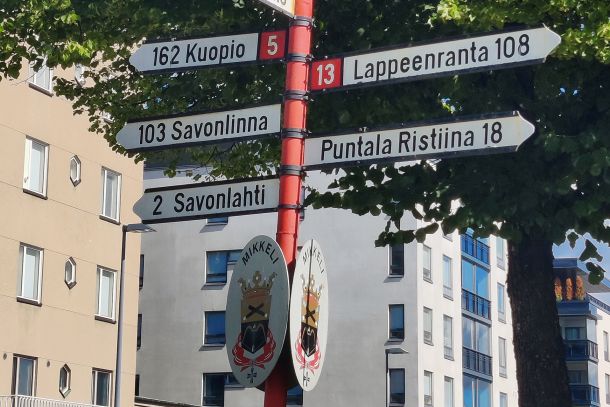 162 Kuopio 5
13 Lappeenranta 108
103 Savonlinna
Puntala Ristiina 18
2 Savonlahti
MIKKELI
MIKKELI